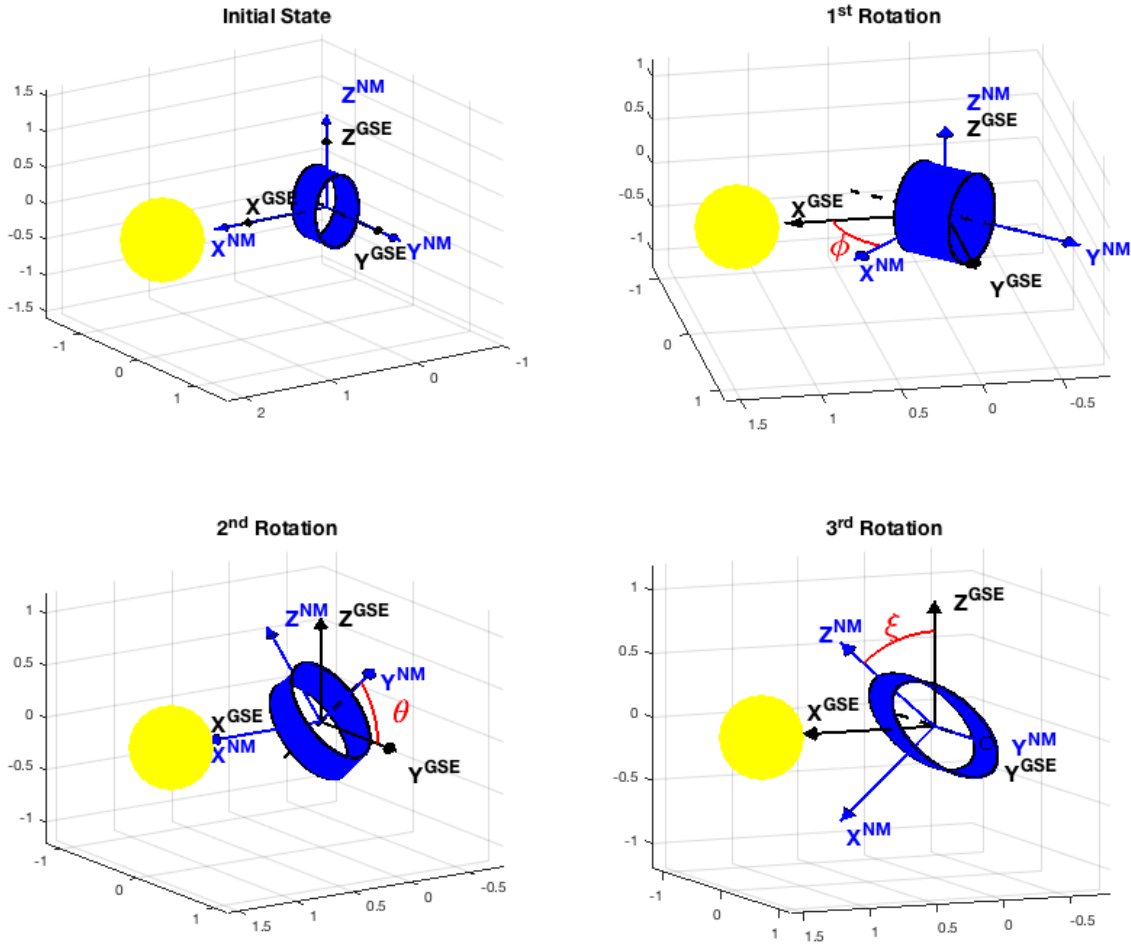 Initial State
1st Rotation
Z^NM
Z^GSE
X^GSE
X^NM
Y^GSE
Y^NM
1.5
1
0.5
0
-0.5
-1
-1.5
-1
0
1
2
1
0
-1
Z^NM
Z^GSE
X^GSE
ϕ
X^NM
Y^NM
Y^GSE
1
0.5
0
-0.5
-1
-1
0
1
1.5
1
0.5
0
-0.5
2nd Rotation
3rd Rotation
Z^NM
Z^GSE
Y^NM
X^GSE
X^NM
θ
Y^GSE
1
0.5
0
-0.5
-1
-1
0
1
1.5
1
0.5
0
-0.5
Z^GSE
Z^NM
ξ
X^GSE
Y^NM
Y^GSE
X^NM
1
0.5
0
-0.5
-1
-1
0
1
1.5
1
0.5
0
-0.5